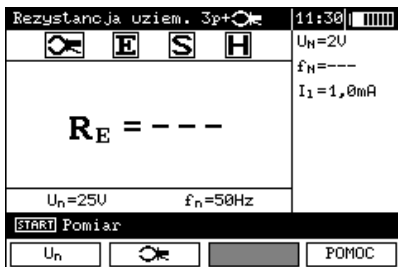 Rezystancja uziem. 3p+ 11:30
E S H
UN=2V
fN=---
I1=1,0mA
RE = ---
Un=25V fn=50Hz
START Pomiar
Un POMOC